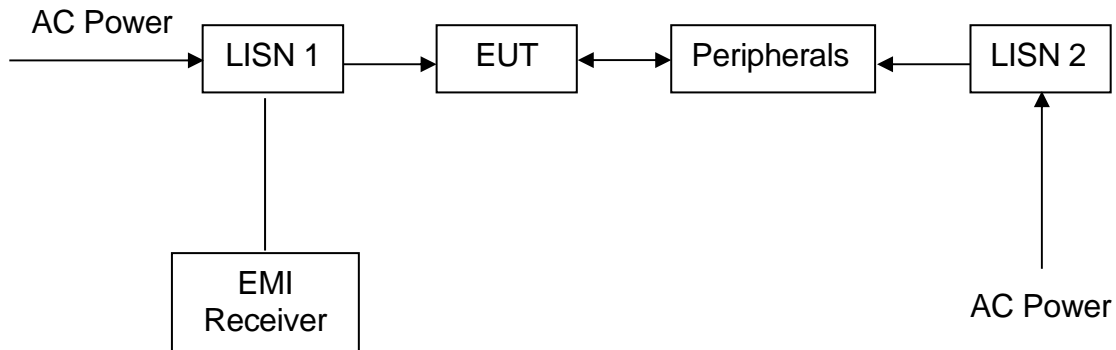 AC Power
LISN 1
EUT
Peripherals
LISN 2
EMI
Receiver
AC Power